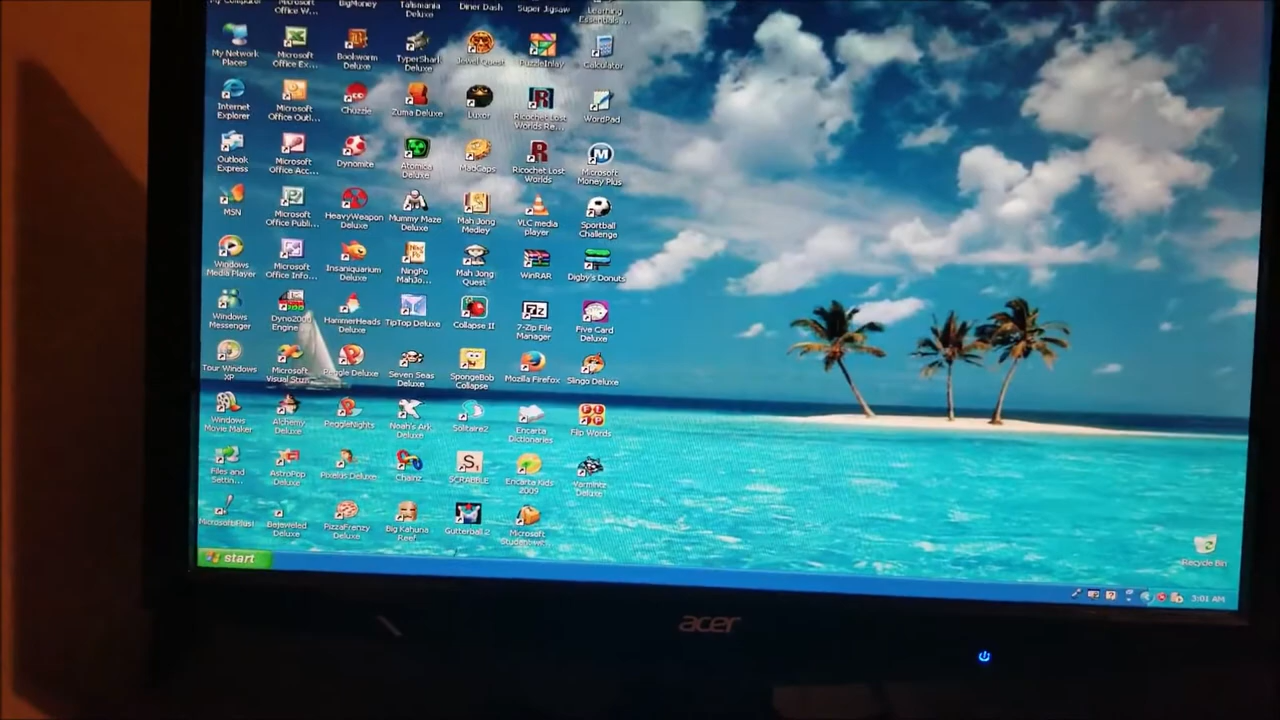 My Computer
Microsoft
Office W...
BigMoney
Talismania
Deluxe
Diner Dash
Super Jigsaw
Learning
Essentials...
My Network
Places
Microsoft
Office Ex...
Bookworm
Deluxe
TyperShark
Deluxe
Jewel Quest
PuzzleInlay
Calculator
Internet
Explorer
Microsoft
Office Outl...
Chuzzle
Zuma Deluxe
Luxor
Ricochet Lost
Worlds Re...
WordPad
Outlook
Express
Microsoft
Office Acc...
Dynomite
Atomica
Deluxe
MadCaps
Ricochet Lost
Worlds
Microsoft
Money Plus
MSN
Microsoft
Office Publ...
HeavyWeapon
Deluxe
Mummy Maze
Deluxe
Mah Jong
Medley
VLC media
player
Sportball
Challenge
Windows
Media Player
Microsoft
Office Info...
Insaniquarium
Deluxe
NingPo
MahJo...
Mah Jong
Quest
WinRAR
Digby's Donuts
Windows
Messenger
Dyno2000
Engine
HammerHeads
Deluxe
TipTop Deluxe
Collapse II
7-Zip File
Manager
Five Card
Deluxe
Tour Windows
XP
Microsoft
Visual Stu...
Peggle Deluxe
Seven Seas
Deluxe
SpongeBob
Collapse
Mozilla Firefox
Slingo Deluxe
Windows
Movie Maker
Alchemy
Deluxe
PeggleNights
Noah's Ark
Deluxe
Solitaire2
Encarta
Dictionaries
Flip Words
Files and
Settin...
AstroPop
Deluxe
Pixelus Deluxe
Chainz
SCRABBLE
Encarta Kids
2009
Varmintz
Deluxe
Microsoft Plus!
Bejeweled
Deluxe
PizzaFrenzy
Deluxe
Big Kahuna
Reef
Gutterball 2
Microsoft
Student wit...
Recycle Bin
start
3:01 AM
acer